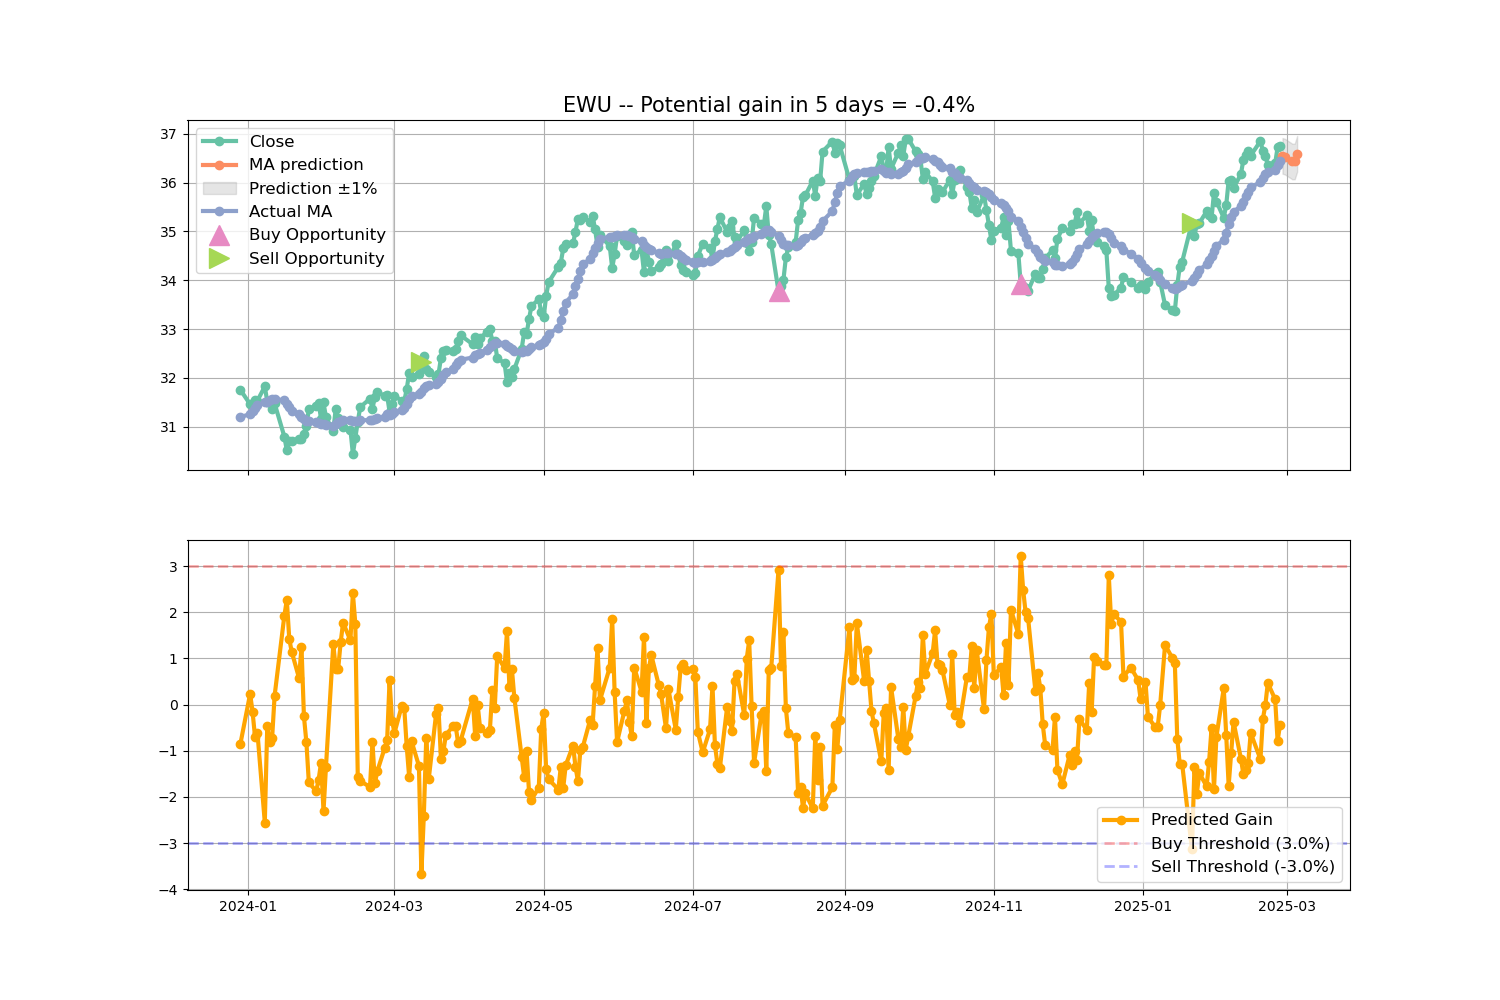 EWU -- Potential gain in 5 days = -0.4%
37
36
35
34
33
32
31
Close
MA prediction
Prediction ±1%
Actual MA
Buy Opportunity
Sell Opportunity
3
2
1
0
−1
−2
−3
−4
Predicted Gain
Buy Threshold (3.0%)
Sell Threshold (-3.0%)
2024-01
2024-03
2024-05
2024-07
2024-09
2024-11
2025-01
2025-03